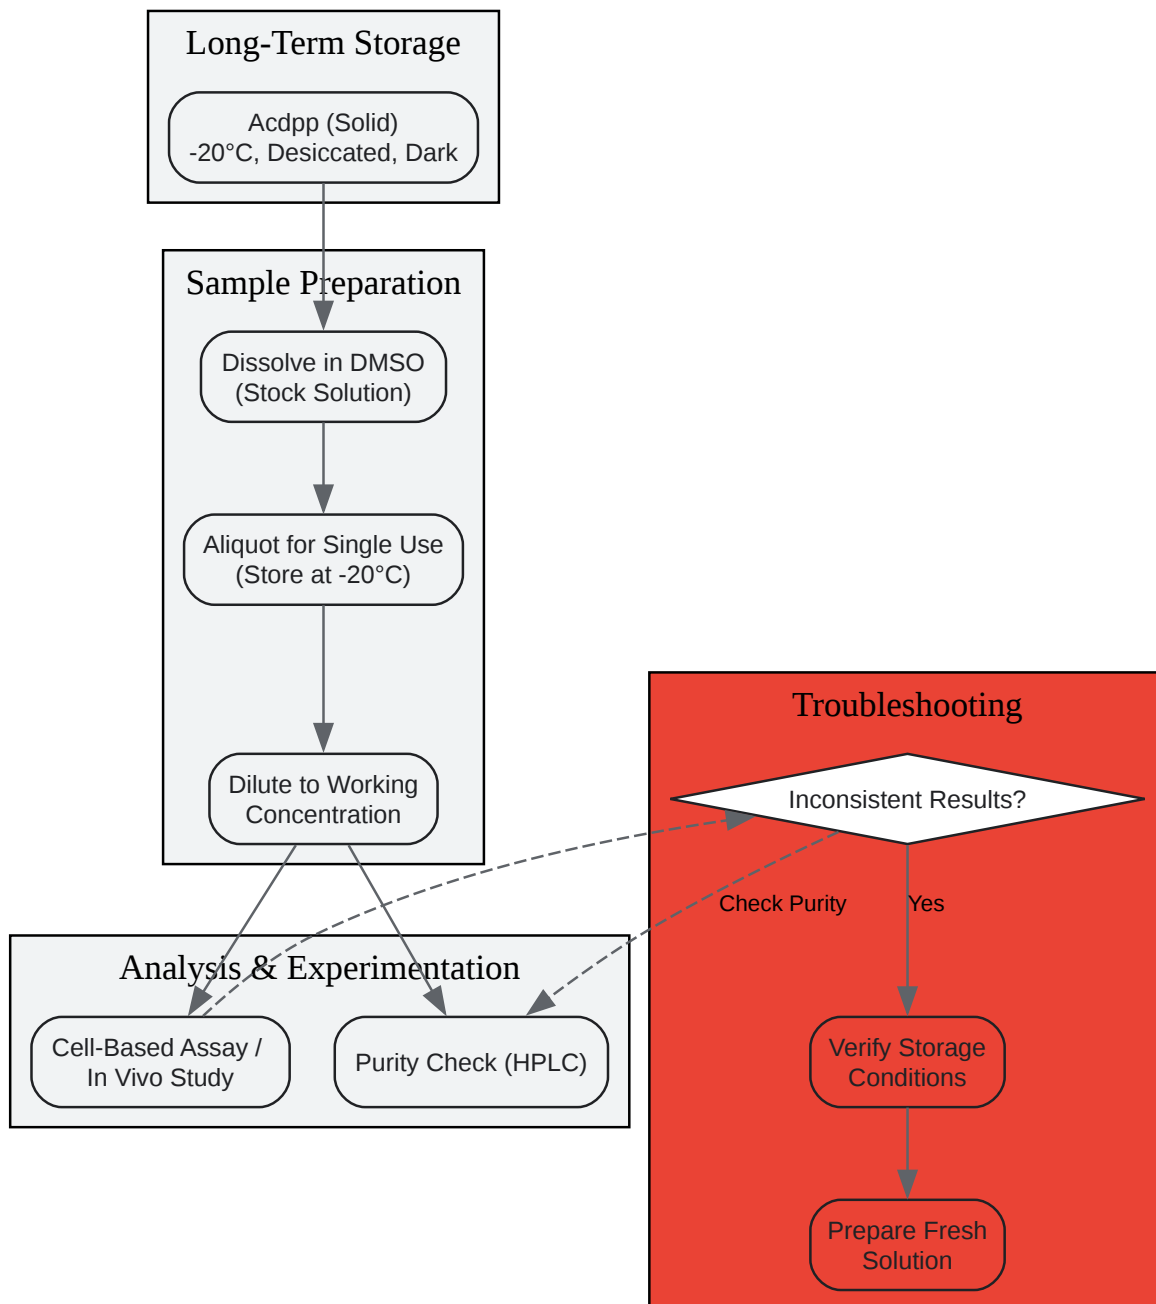 Long-Term Storage
Acdpp (Solid)
-20°C, Desiccated, Dark
Sample Preparation
Dissolve in DMSO
(Stock Solution)
Aliquot for Single Use
(Store at -20°C)
Dilute to Working
Concentration
Troubleshooting
Inconsistent Results?
Check Purity
Yes
Analysis & Experimentation
Cell-Based Assay /
In Vivo Study
Purity Check (HPLC)
Verify Storage
Conditions
Prepare Fresh
Solution